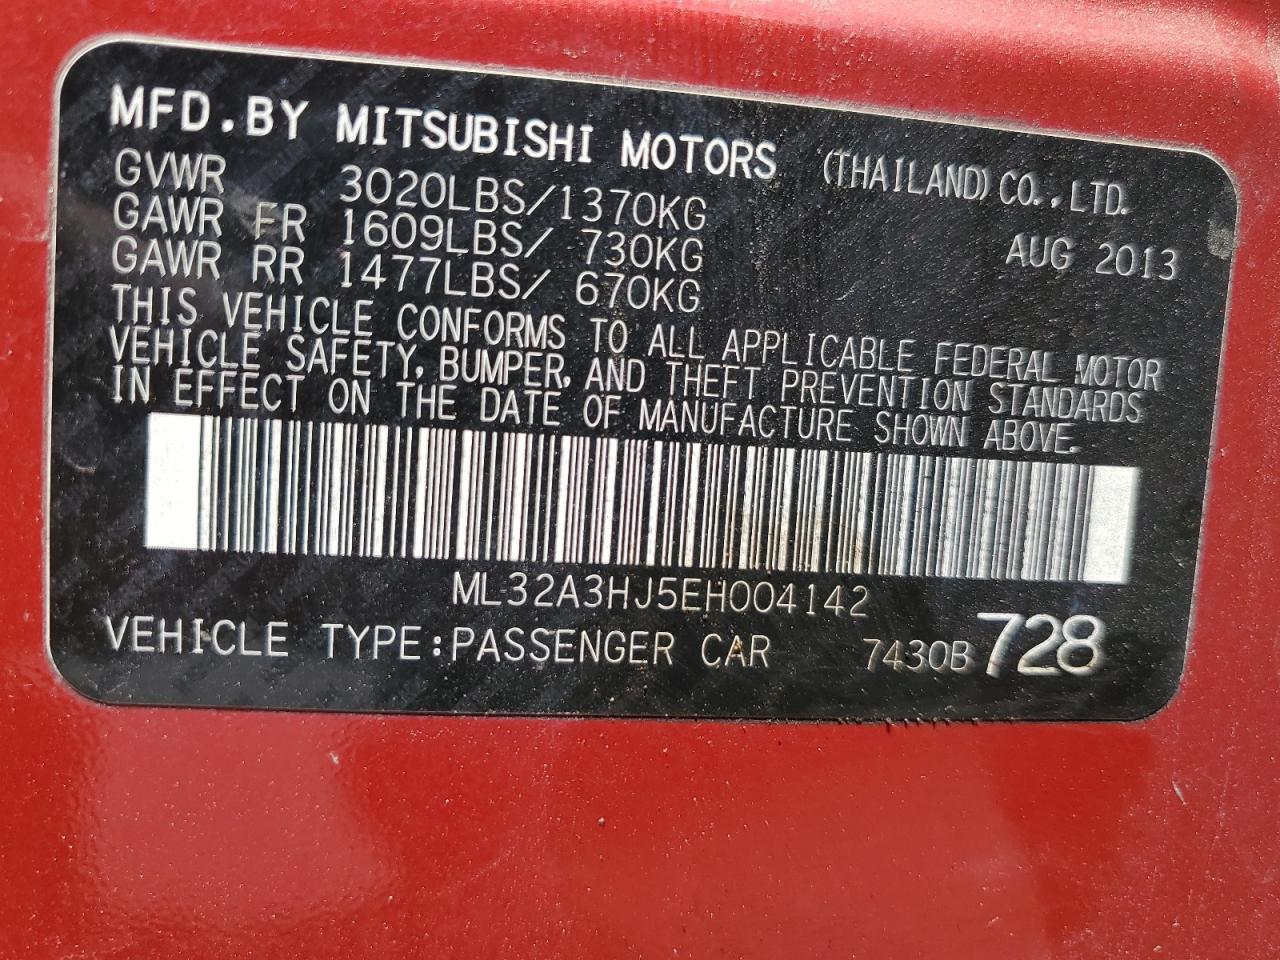 MFD.BY MITSUBISHI MOTORS (THAILAND) CO.,LTD.
GVWR 3020LBS/1370KG
GAWR FR 1609LBS/ 730KG AUG 2013
GAWR RR 1477LBS/ 670KG
THIS VEHICLE CONFORMS TO ALL APPLICABLE FEDERAL MOTOR
VEHICLE SAFETY, BUMPER, AND THEFT PREVENTION STANDARDS
IN EFFECT ON THE DATE OF MANUFACTURE SHOWN ABOVE.
ML32A3HJ5EH004142
VEHICLE TYPE:PASSENGER CAR 7430B 728